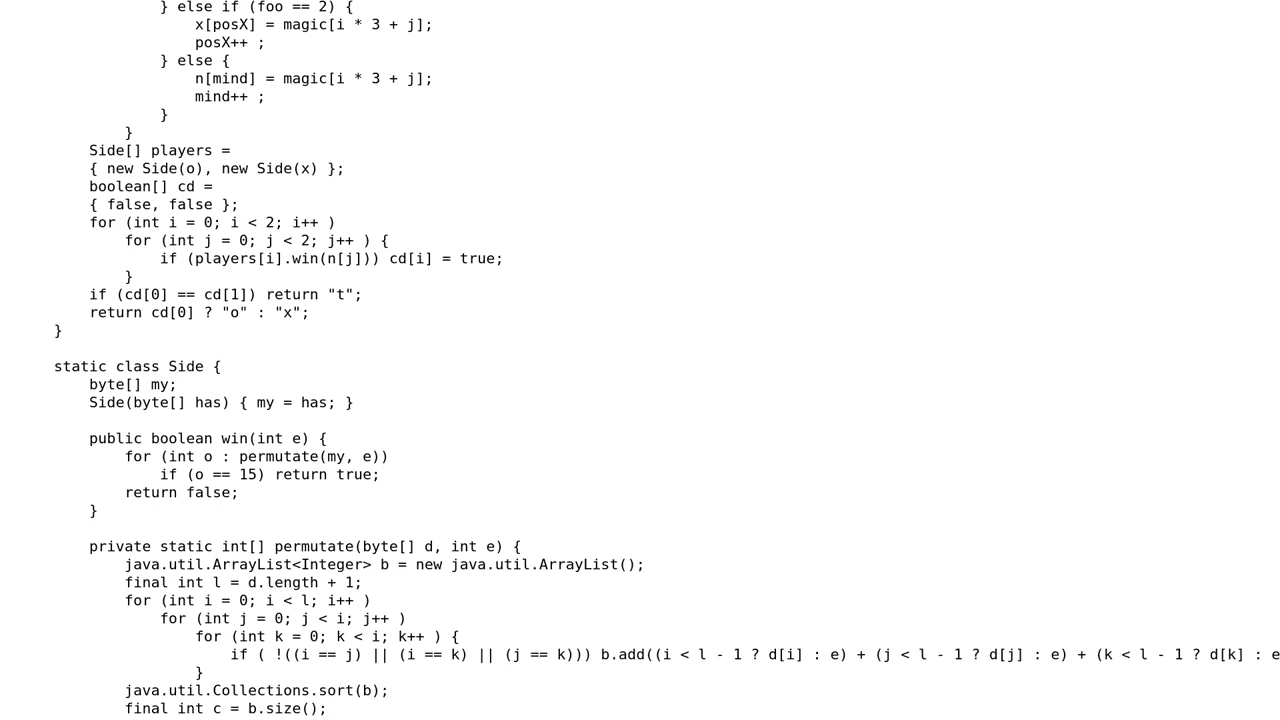 } else if (foo == 2) {
x[posX] = magic[i * 3 + j];
posX++ ;
} else {
n[mind] = magic[i * 3 + j];
mind++ ;
}
}
Side[] players =
{ new Side(o), new Side(x) };
boolean[] cd =
{ false, false };
for (int i = 0; i < 2; i++ )
for (int j = 0; j < 2; j++ ) {
if (players[i].win(n[j])) cd[i] = true;
}
if (cd[0] == cd[1]) return "t";
return cd[0] ? "o" : "x";
}
static class Side {
byte[] my;
Side(byte[] has) { my = has; }
public boolean win(int e) {
for (int o : permutate(my, e))
if (o == 15) return true;
return false;
}
private static int[] permutate(byte[] d, int e) {
java.util.ArrayList<Integer> b = new java.util.ArrayList();
final int l = d.length + 1;
for (int i = 0; i < l; i++ )
for (int j = 0; j < i; j++ )
for (int k = 0; k < i; k++ ) {
if ( !((i == j) || (i == k) || (j == k))) b.add((i < l - 1 ? d[i] : e) + (j < l - 1 ? d[j] : e) + (k < l - 1 ? d[k] : e
}
java.util.Collections.sort(b);
final int c = b.size();